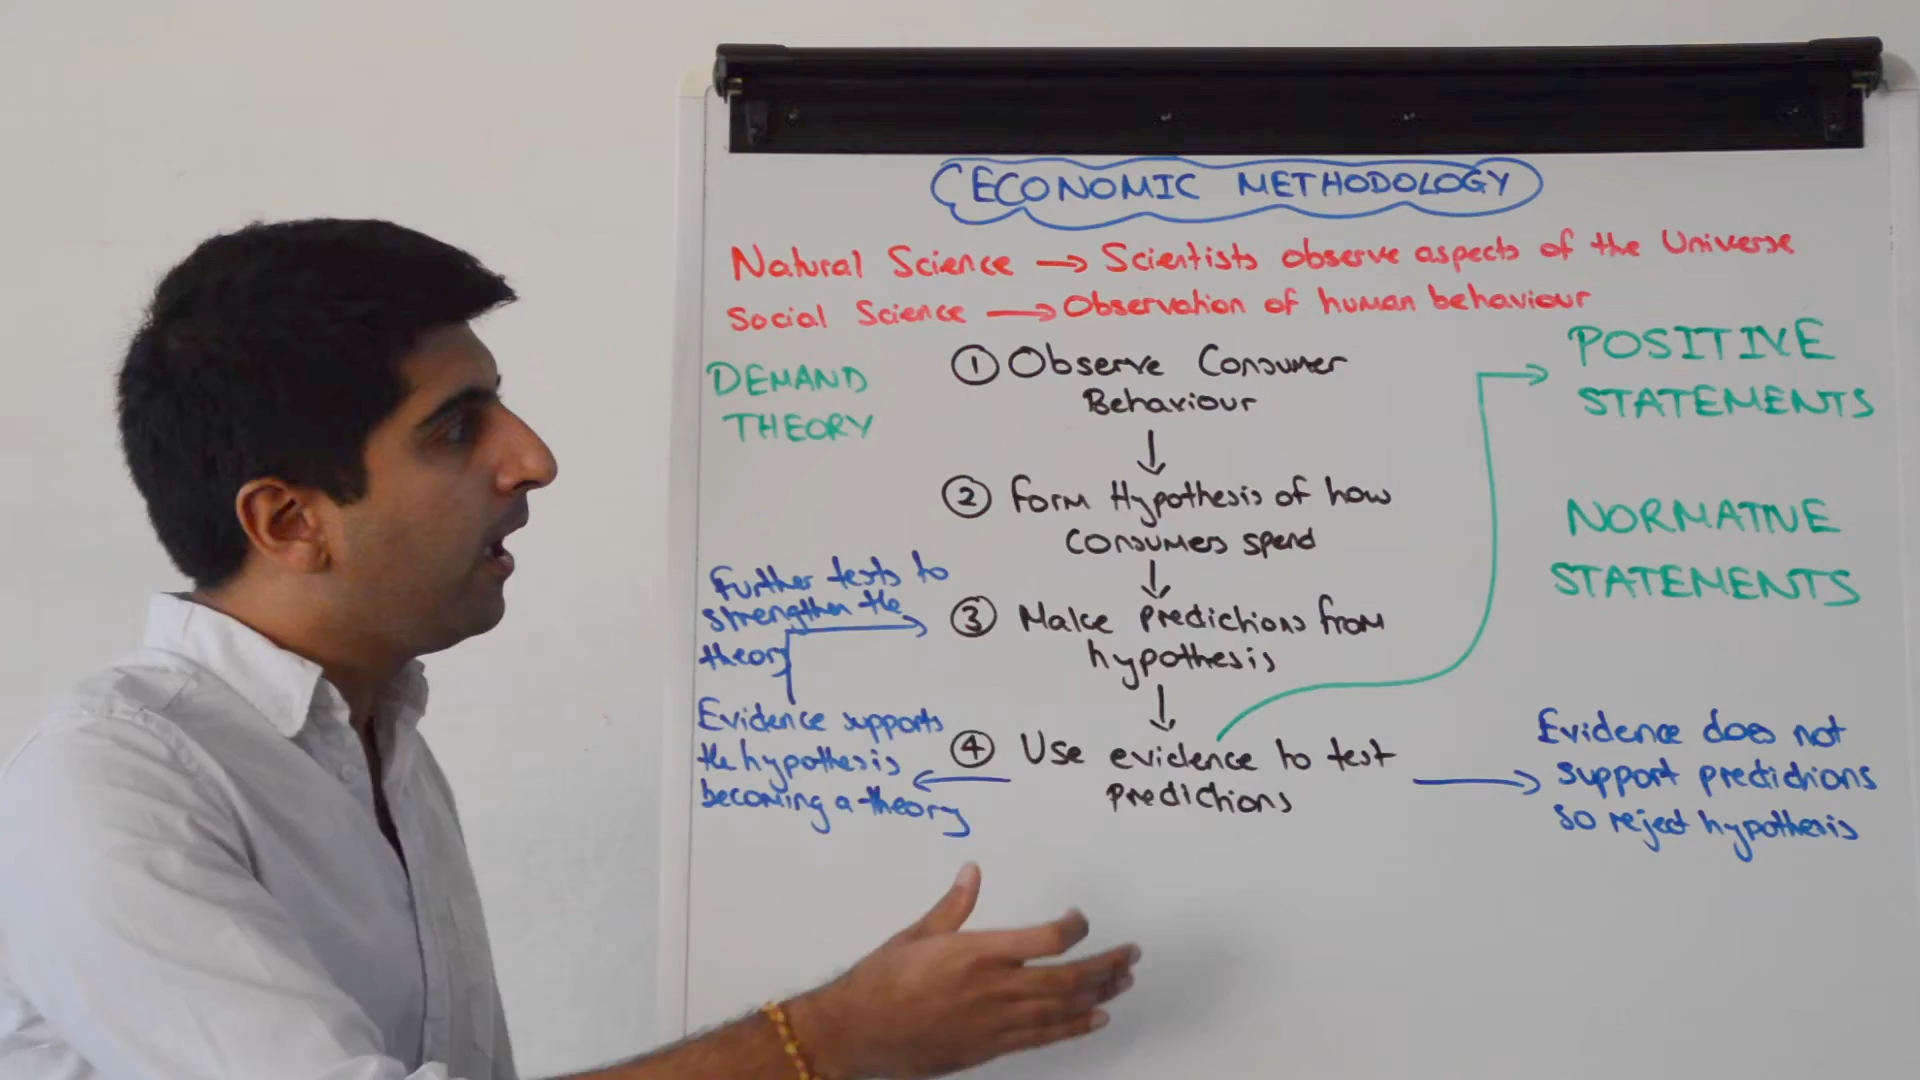 ECONOMIC METHODOLOGY
Natural Science → Scientists observe aspects of the Universe
Social Science → Observation of human behaviour
DEMAND
THEORY
① Observe Consumer
Behaviour
② Form Hypothesis of how
Consumers spend
③ Make predictions from
hypothesis
④ Use evidence to test
predictions
Further tests to
strengthen the
theory
Evidence supports
the hypothesis
becoming a theory
POSITIVE
STATEMENTS
NORMATIVE
STATEMENTS
Evidence does not
support predictions
so reject hypothesis